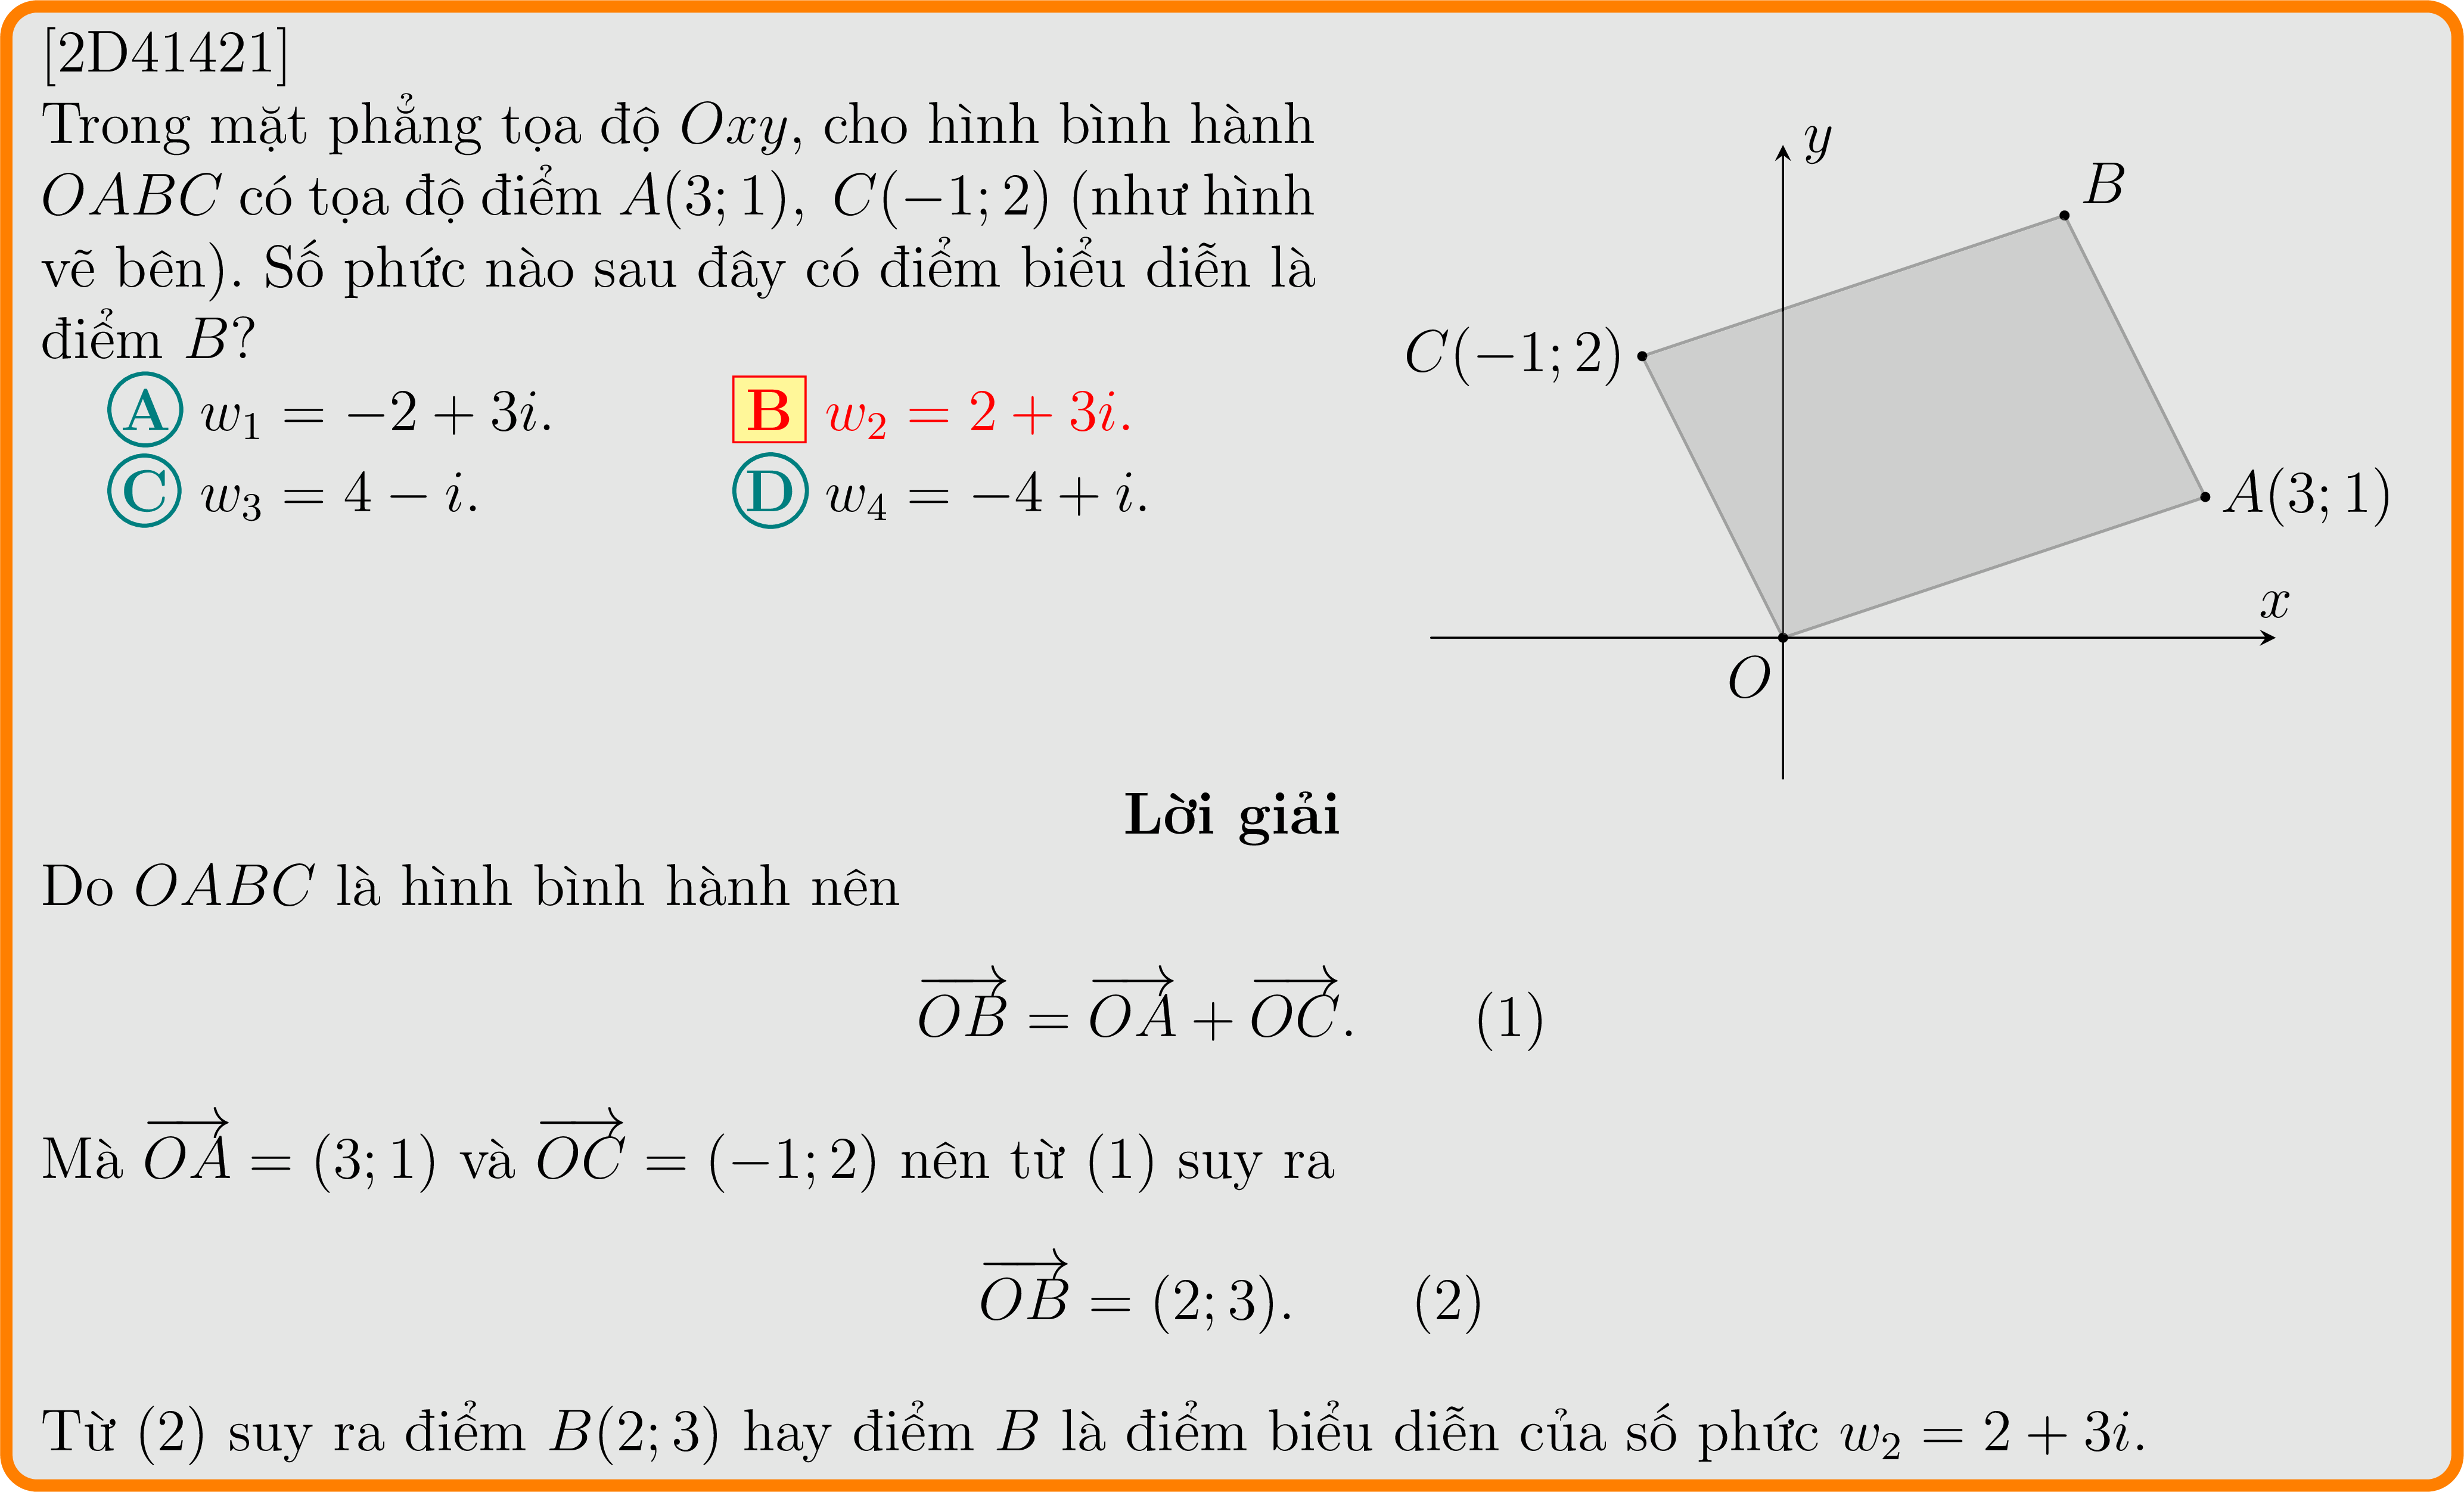 [2D41421]
Trong mặt phẳng tọa độ Oxy, cho hình bình hành
OABC có tọa độ điểm A(3; 1), C(−1; 2) (như hình
vẽ bên). Số phức nào sau đây có điểm biểu diễn là
điểm B?
A w₁ = −2 + 3i. B w₂ = 2 + 3i.
C w₃ = 4 − i. D w₄ = −4 + i.
y
B
C(−1; 2)
A(3; 1)
x
O
Lời giải
Do OABC là hình bình hành nên
$\overrightarrow{OB} = \overrightarrow{OA} + \overrightarrow{OC}$. (1)
Mà $\overrightarrow{OA}$ = (3; 1) và $\overrightarrow{OC}$ = (−1; 2) nên từ (1) suy ra
$\overrightarrow{OB}$ = (2; 3). (2)
Từ (2) suy ra điểm B(2; 3) hay điểm B là điểm biểu diễn của số phức w₂ = 2 + 3i.